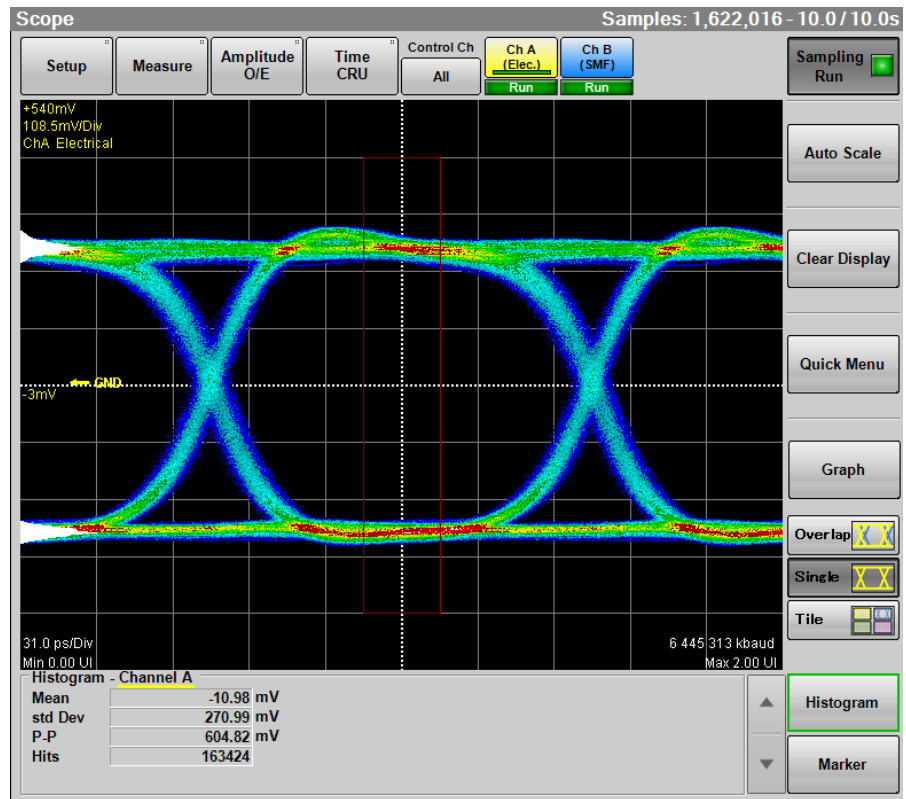 Scope Samples: 1,622,016 - 10.0 / 10.0s
Setup
Measure
Amplitude
O/E
Time
CRU
Control Ch
All
Ch A
(Elec.)
Run
Ch B
(SMF)
Run
Sampling
Run
+540mV
108.5mV/Div
ChA Electrical
Auto Scale
Clear Display
Quick Menu
GND
-3mV
Graph
Overlap
Single
Tile
31.0 ps/Div
Min 0.00 UI
6 445 313 kbaud
Max 2.00 UI
Histogram - Channel A
Mean -10.98 mV
std Dev 270.99 mV
P-P 604.82 mV
Hits 163424
Histogram
Marker